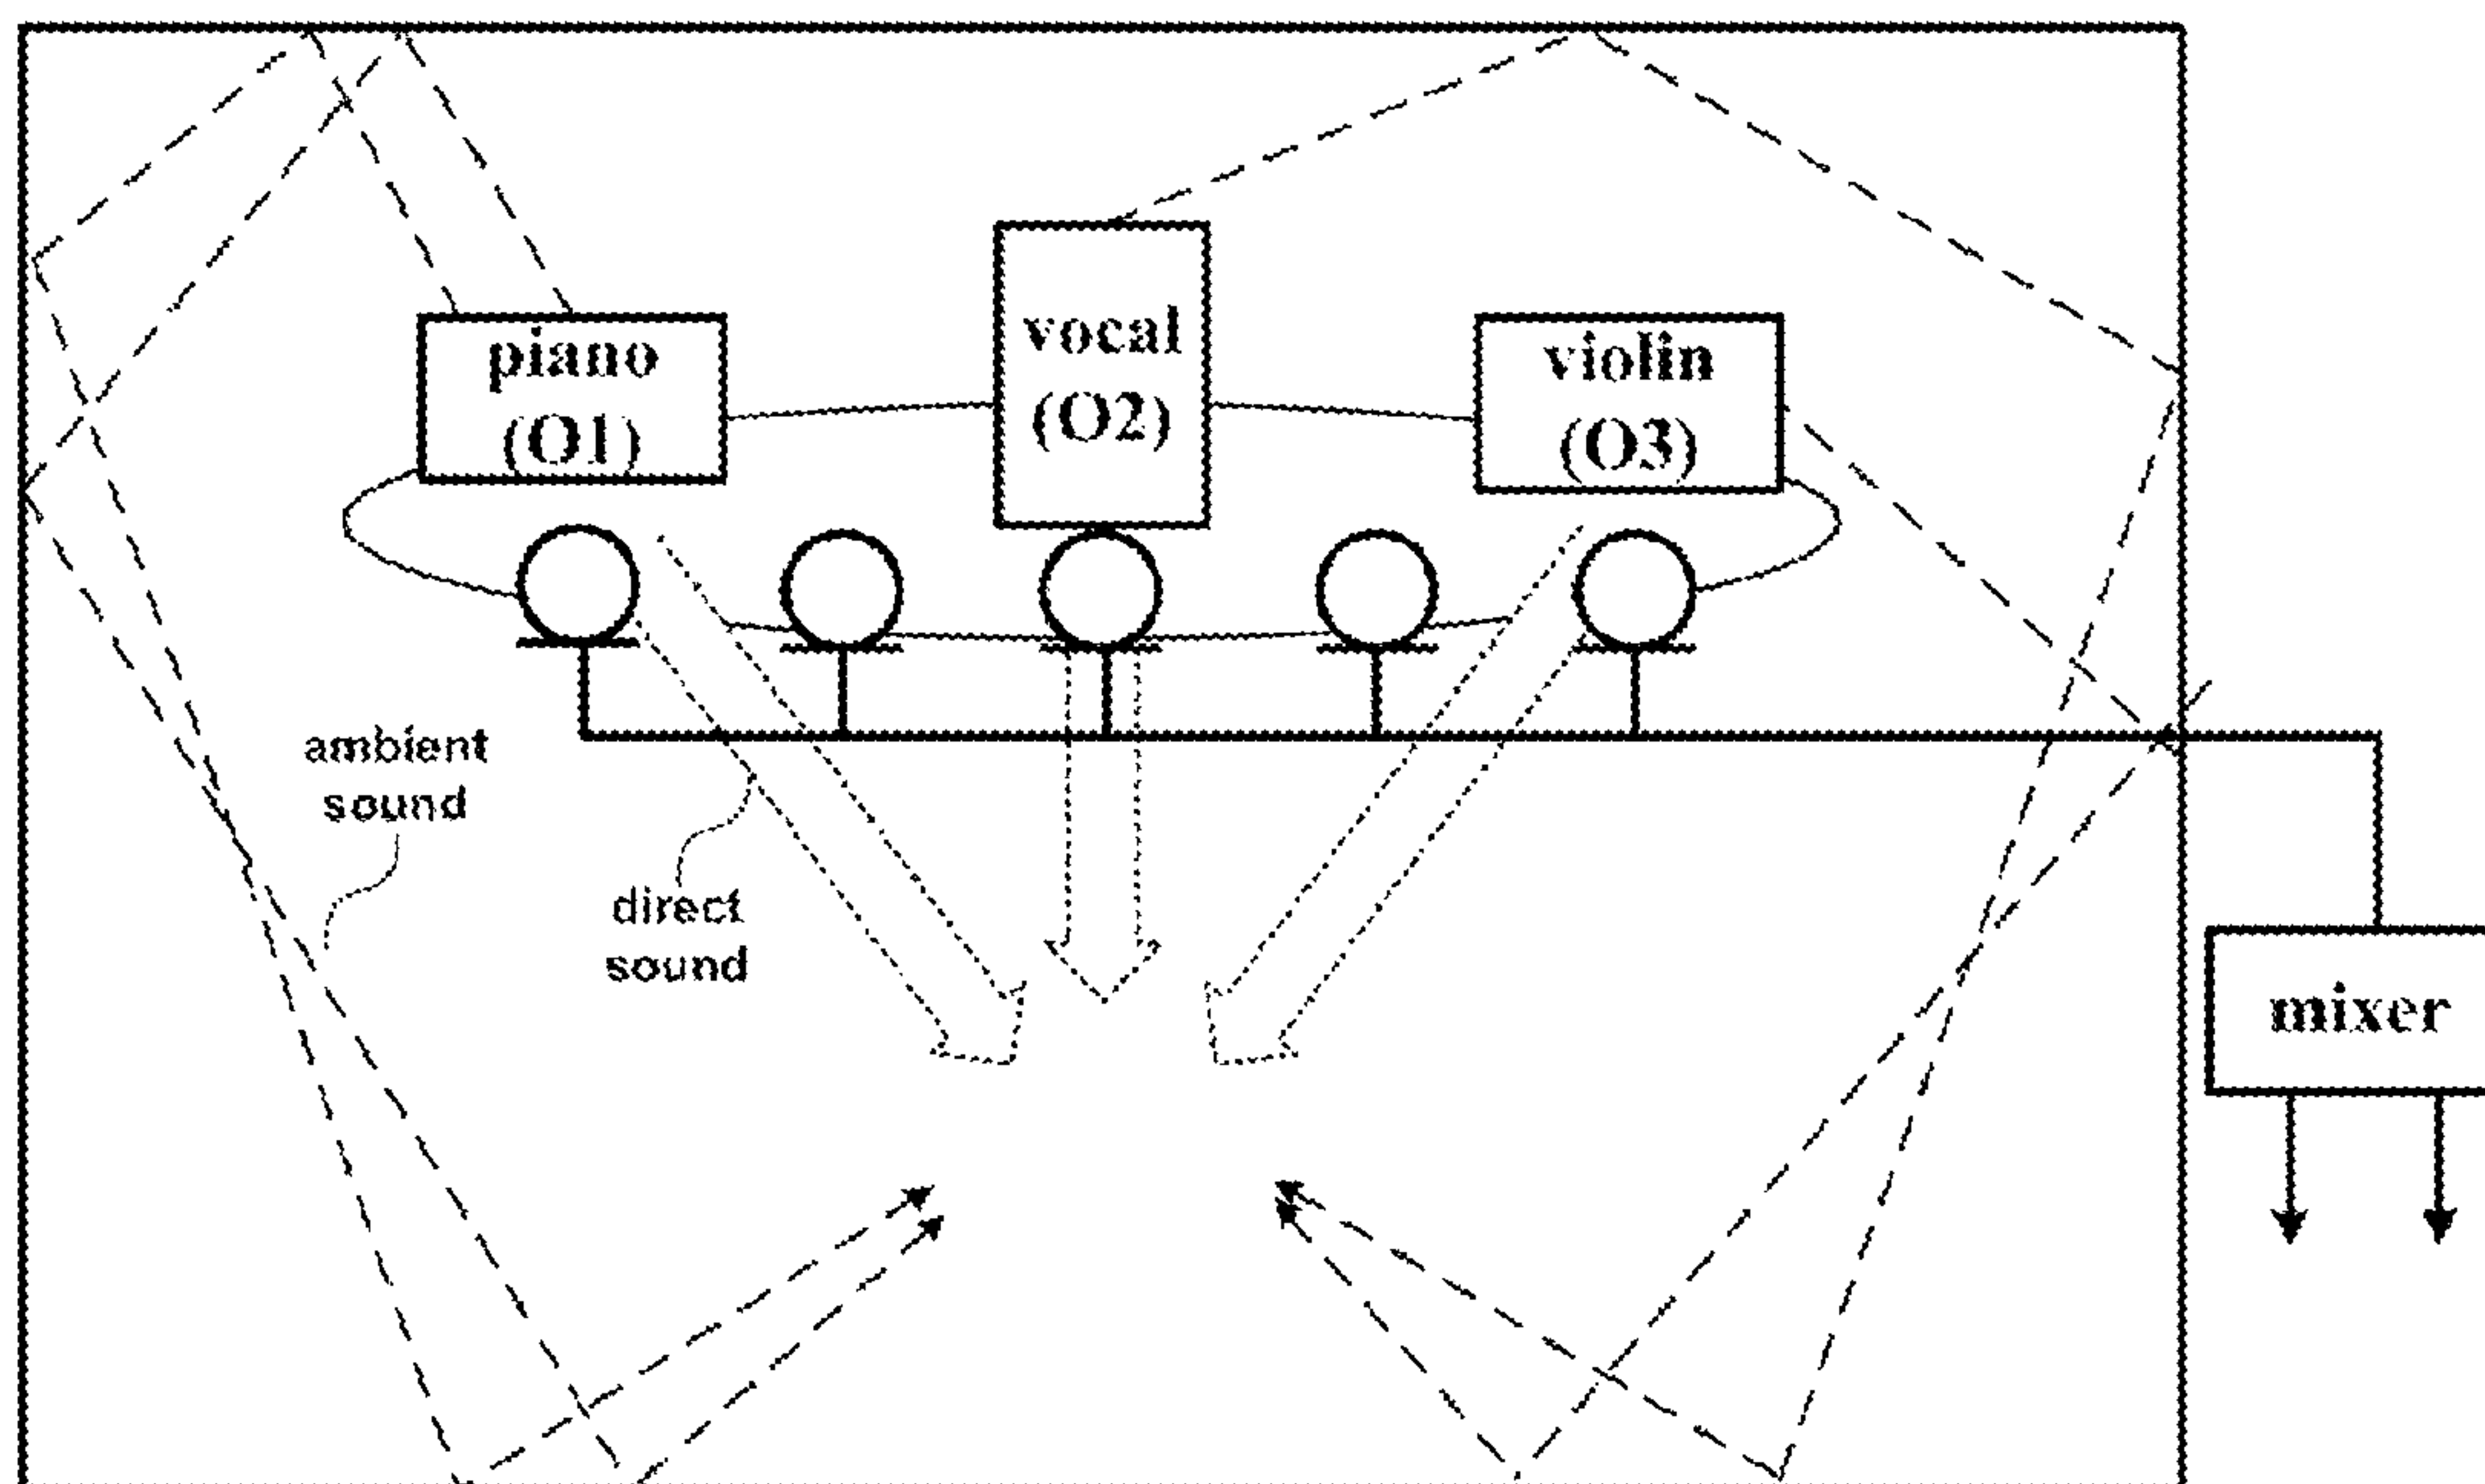 piano
(O1)
vocal
(O2)
violin
(O3)
ambient
sound
direct
sound
mixer